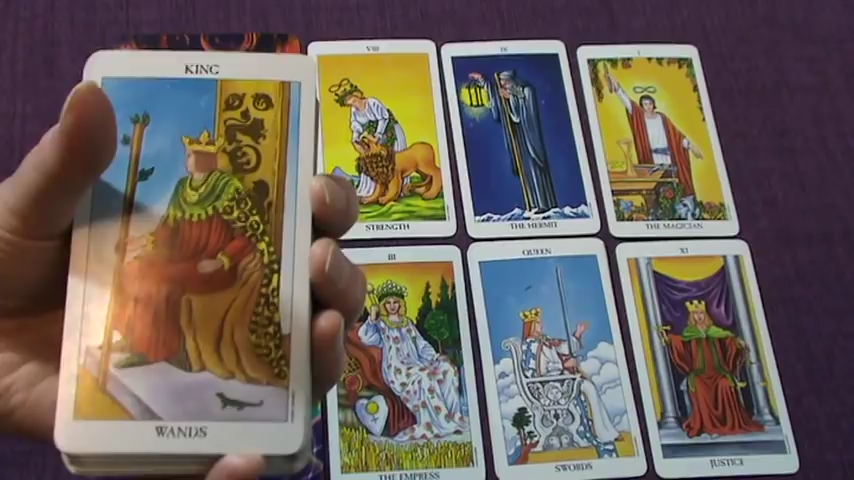 KING
WANDS
VIII
STRENGTH
IX
THE HERMIT
I
THE MAGICIAN
III
THE EMPRESS
QUEEN
SWORDS
XI
JUSTICE